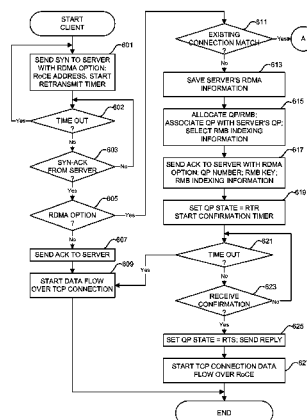 START
CLIENT
601
SEND SYN TO SERVER
WITH RDMA OPTION:
RoCE ADDRESS. START
RETRANSMIT TIMER
602
TIME OUT
?
Yes
No
603
SYN-ACK
FROM SERVER
?
No
Yes
605
RDMA OPTION
?
Yes
No
607
SEND ACK TO SERVER
609
START DATA FLOW
OVER TCP CONNECTION
611
EXISTING
CONNECTION MATCH
?
Yes
A
No
613
SAVE SERVER'S RDMA
INFORMATION
615
ALLOCATE QP/RMB;
ASSOCIATE QP WITH SERVER'S QP;
SELECT RMB INDEXING
INFORMATION
617
SEND ACK TO SERVER WITH RDMA
OPTION: QP NUMBER; RMB KEY;
RMB INDEXING INFORMATION
619
SET QP STATE = RTR
START CONFIRMATION TIMER
621
TIME OUT
?
Yes
No
623
RECEIVE
CONFIRMATION
?
No
Yes
625
SET QP STATE = RTS; SEND REPLY
627
START TCP CONNECTION DATA
FLOW OVER RoCE
END